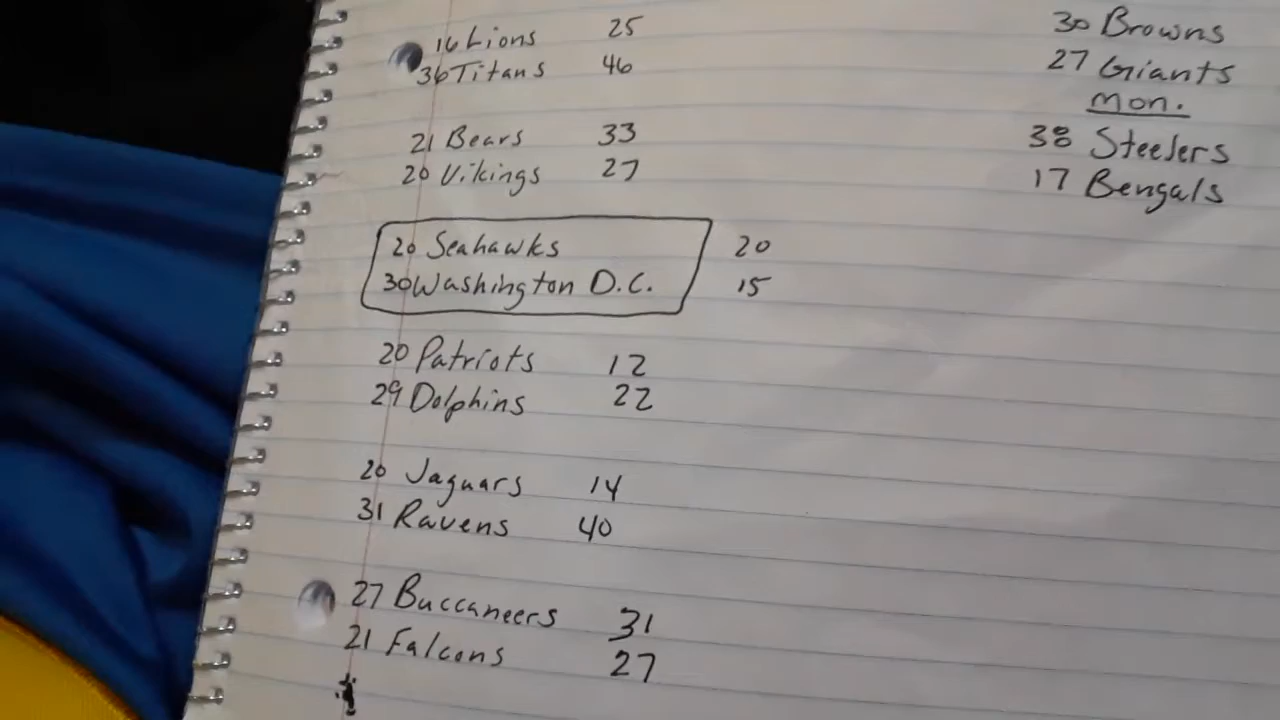 16 Lions 25
36 Titans 46
21 Bears 33
20 Vikings 27
20 Seahawks 20
30 Washington D.C. 15
20 Patriots 12
29 Dolphins 22
20 Jaguars 14
31 Ravens 40
27 Buccaneers 31
21 Falcons 27
30 Browns
27 Giants
Mon.
38 Steelers
17 Bengals